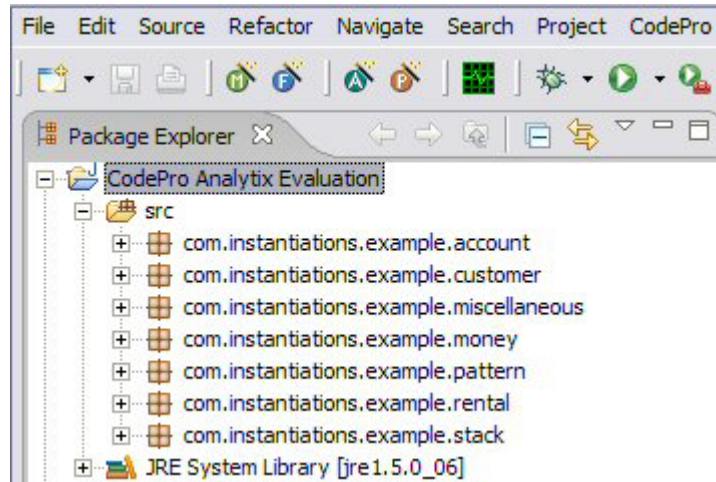 File Edit Source Refactor Navigate Search Project CodePro
M F A P
Package Explorer
CodePro Analytix Evaluation
src
com.instantiations.example.account
com.instantiations.example.customer
com.instantiations.example.miscellaneous
com.instantiations.example.money
com.instantiations.example.pattern
com.instantiations.example.rental
com.instantiations.example.stack
JRE System Library [jre1.5.0_06]